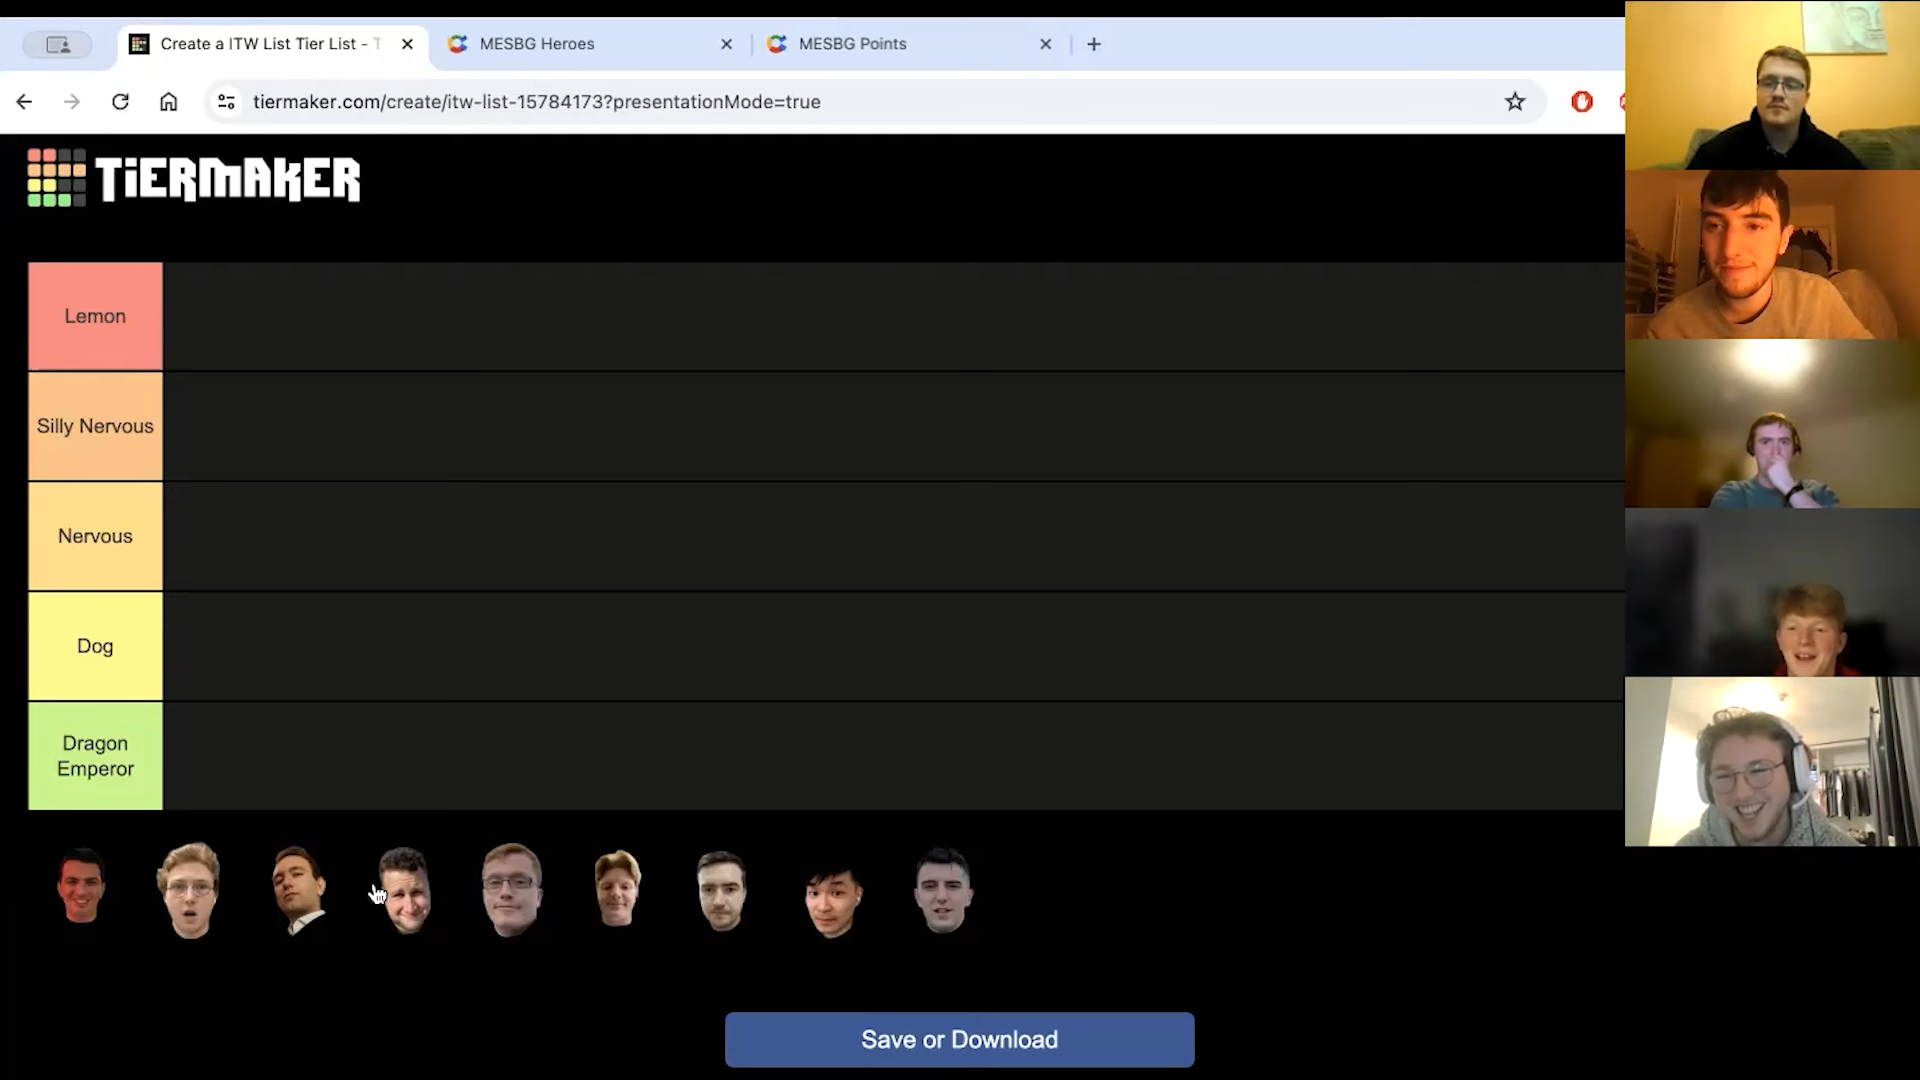 Create a ITW List Tier List - T
MESBG Heroes
MESBG Points
tiermaker.com/create/itw-list-15784173?presentationMode=true
TiERMAKER
Lemon
Silly Nervous
Nervous
Dog
Dragon
Emperor
Save or Download